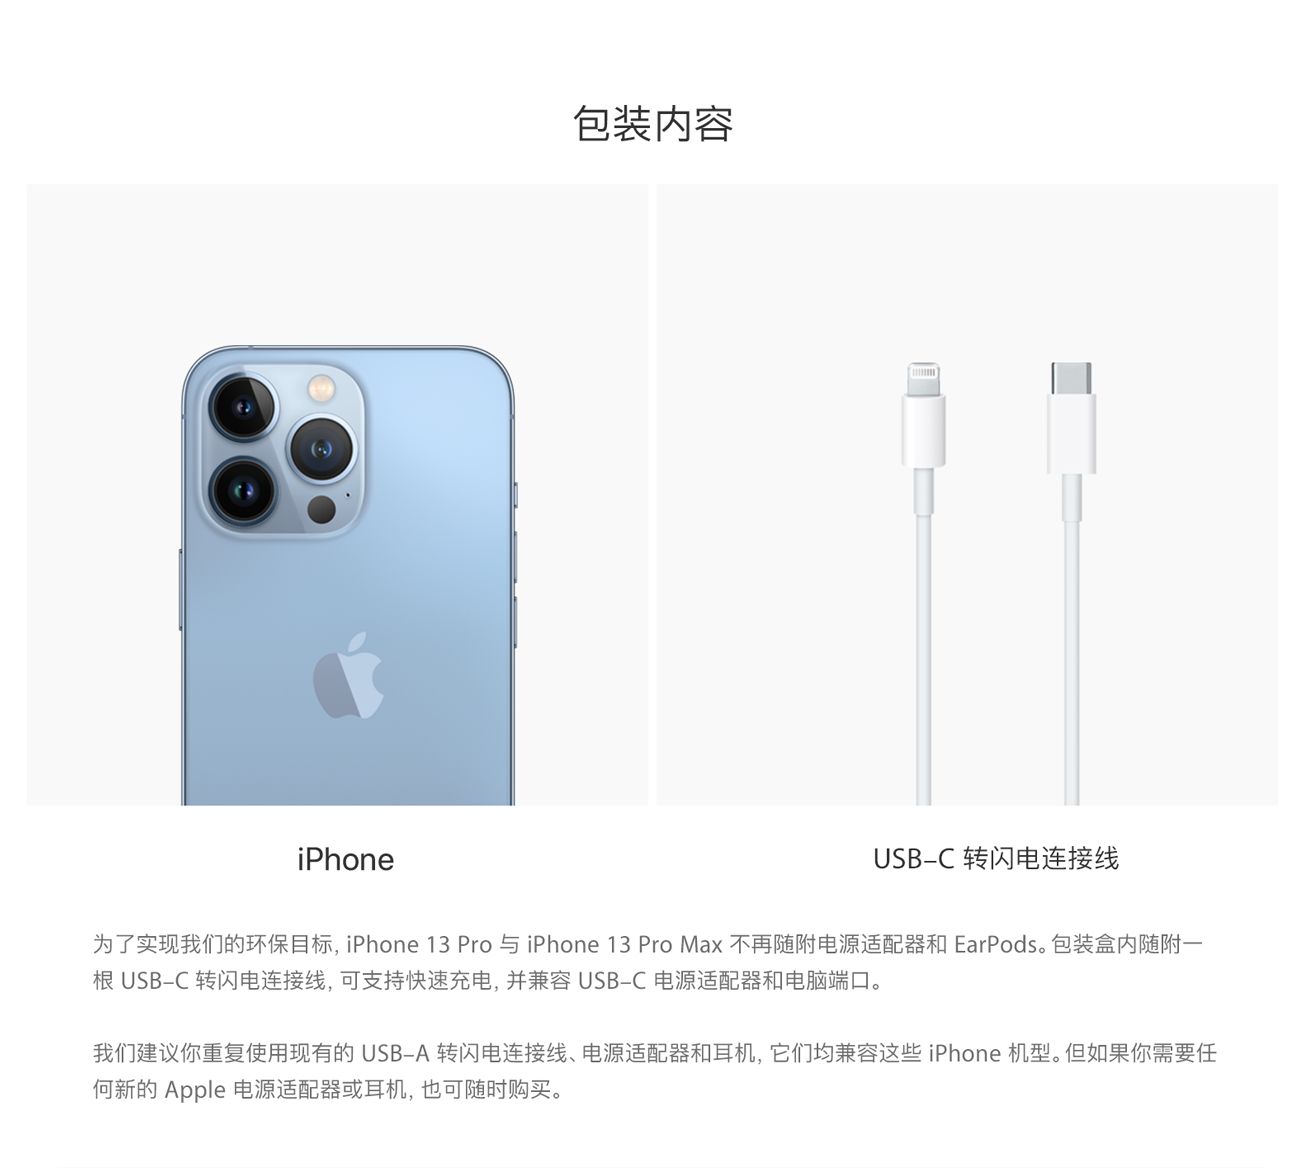 包装内容
iPhone
USB–C 转闪电连接线
为了实现我们的环保目标, iPhone 13 Pro 与 iPhone 13 Pro Max 不再随附电源适配器和 EarPods。包装盒内随附一
根 USB–C 转闪电连接线, 可支持快速充电, 并兼容 USB–C 电源适配器和电脑端口。
我们建议你重复使用现有的 USB–A 转闪电连接线、电源适配器和耳机, 它们均兼容这些 iPhone 机型。但如果你需要任
何新的 Apple 电源适配器或耳机, 也可随时购买。